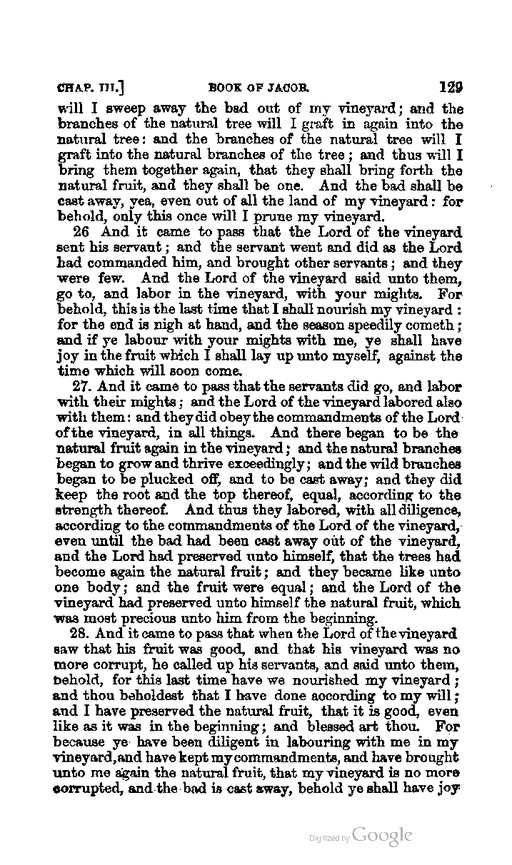 CHAP. III.] BOOK OF JACOB. 129
will I sweep away the bad out of my vineyard; and the
branches of the natural tree will I graft in again into the
natural tree: and the branches of the natural tree will I
graft into the natural branches of the tree; and thus will I
bring them together again, that they shall bring forth the
natural fruit, and they shall be one. And the bad shall be
cast away, yea, even out of all the land of my vineyard: for
behold, only this once will I prune my vineyard.
26 And it came to pass that the Lord of the vineyard
sent his servant; and the servant went and did as the Lord
had commanded him, and brought other servants; and they
were few. And the Lord of the vineyard said unto them,
go to, and labor in the vineyard, with your mights. For
behold, this is the last time that I shall nourish my vineyard:
for the end is nigh at hand, and the season speedily cometh;
and if ye labour with your mights with me, ye shall have
joy in the fruit which I shall lay up unto myself, against the
time which will soon come.
27. And it came to pass that the servants did go, and labor
with their mights; and the Lord of the vineyard labored also
with them: and they did obey the commandments of the Lord
of the vineyard, in all things. And there began to be the
natural fruit again in the vineyard; and the natural branches
began to grow and thrive exceedingly; and the wild branches
began to be plucked off, and to be cast away; and they did
keep the root and the top thereof, equal, according to the
strength thereof. And thus they labored, with all diligence,
according to the commandments of the Lord of the vineyard,
even until the bad had been cast away out of the vineyard,
and the Lord had preserved unto himself, that the trees had
become again the natural fruit; and they became like unto
one body; and the fruit were equal; and the Lord of the
vineyard had preserved unto himself the natural fruit, which
was most precious unto him from the beginning.
28. And it came to pass that when the Lord of the vineyard
saw that his fruit was good, and that his vineyard was no
more corrupt, he called up his servants, and said unto them,
behold, for this last time have we nourished my vineyard;
and thou beholdest that I have done according to my will;
and I have preserved the natural fruit, that it is good, even
like as it was in the beginning; and blessed art thou. For
because ye have been diligent in labouring with me in my
vineyard, and have kept my commandments, and have brought
unto me again the natural fruit, that my vineyard is no more
corrupted, and the bad is cast away, behold ye shall have joy
Digitized by Google